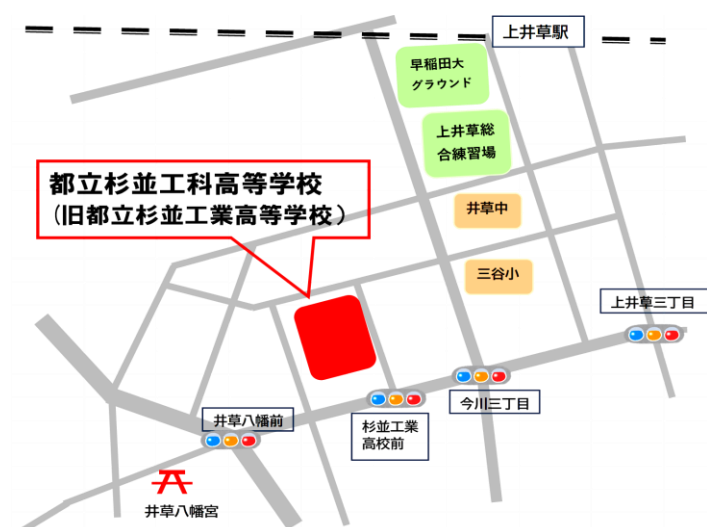 上井草駅
早稲田大
グラウンド
上井草総
合練習場
都立杉並工科高等学校
(旧都立杉並工業高等学校)
井草中
三谷小
上井草三丁目
今川三丁目
杉並工業
高校前
井草八幡前
井草八幡宮